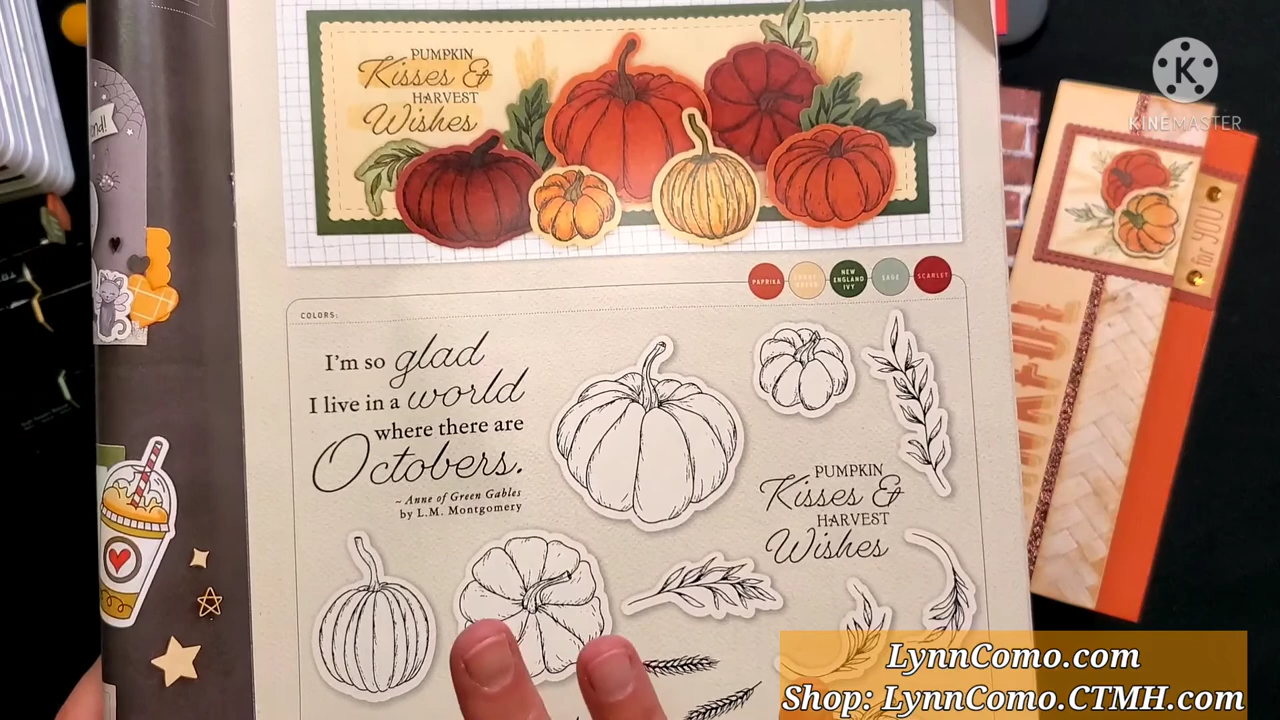 PUMPKIN
Kisses &
HARVEST
Wishes
K
KINEMASTER
for YOU
PAPRIKA
NEW ENGLAND IVY
SAGE
SCARLET
COLORS:
I'm so glad
I live in a world
where there are
Octobers.
~ Anne of Green Gables
by L.M. Montgomery
PUMPKIN
Kisses &
HARVEST
Wishes
LynnComo.com
Shop: LynnComo.CTMH.com